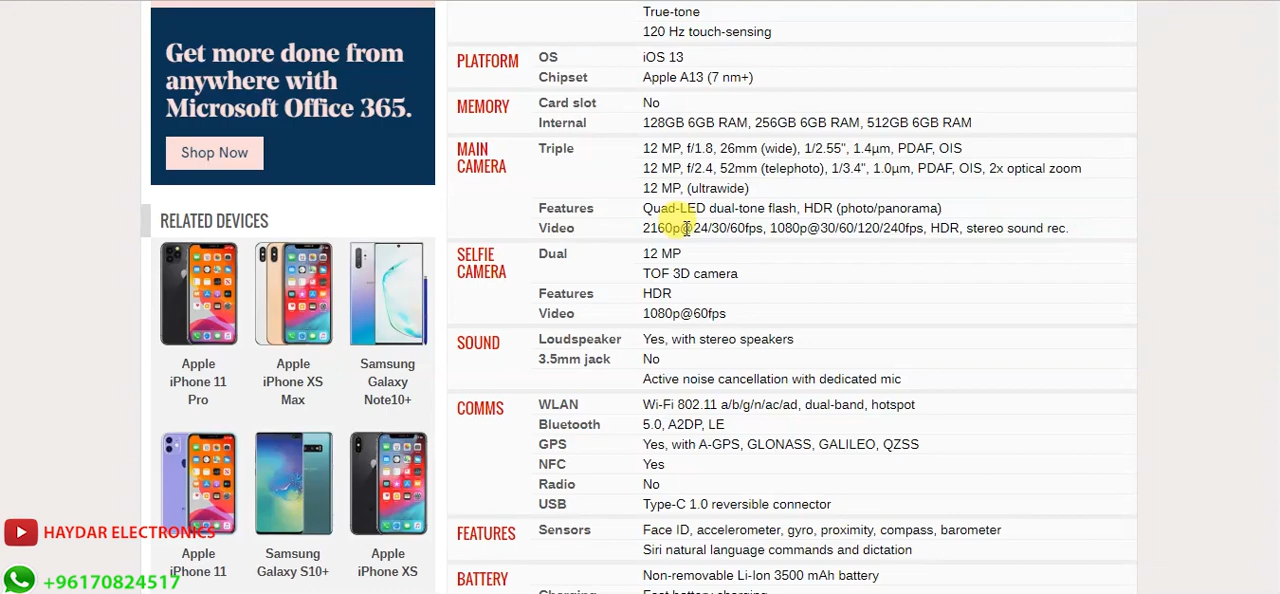 Get more done from
anywhere with
Microsoft Office 365.
Shop Now
RELATED DEVICES
Apple
iPhone 11
Pro
Apple
iPhone XS
Max
Samsung
Galaxy
Note10+
Apple
iPhone 11
Samsung
Galaxy S10+
Apple
iPhone XS
True-tone
120 Hz touch-sensing
PLATFORM OS iOS 13
Chipset Apple A13 (7 nm+)
MEMORY Card slot No
Internal 128GB 6GB RAM, 256GB 6GB RAM, 512GB 6GB RAM
MAIN CAMERA Triple 12 MP, f/1.8, 26mm (wide), 1/2.55", 1.4µm, PDAF, OIS
12 MP, f/2.4, 52mm (telephoto), 1/3.4", 1.0µm, PDAF, OIS, 2x optical zoom
12 MP, (ultrawide)
Features Quad-LED dual-tone flash, HDR (photo/panorama)
Video 2160p@24/30/60fps, 1080p@30/60/120/240fps, HDR, stereo sound rec.
SELFIE CAMERA Dual 12 MP
TOF 3D camera
Features HDR
Video 1080p@60fps
SOUND Loudspeaker Yes, with stereo speakers
3.5mm jack No
Active noise cancellation with dedicated mic
COMMS WLAN Wi-Fi 802.11 a/b/g/n/ac/ad, dual-band, hotspot
Bluetooth 5.0, A2DP, LE
GPS Yes, with A-GPS, GLONASS, GALILEO, QZSS
NFC Yes
Radio No
USB Type-C 1.0 reversible connector
FEATURES Sensors Face ID, accelerometer, gyro, proximity, compass, barometer
Siri natural language commands and dictation
BATTERY Non-removable Li-Ion 3500 mAh battery
HAYDAR ELECTRONICS
+96170824517